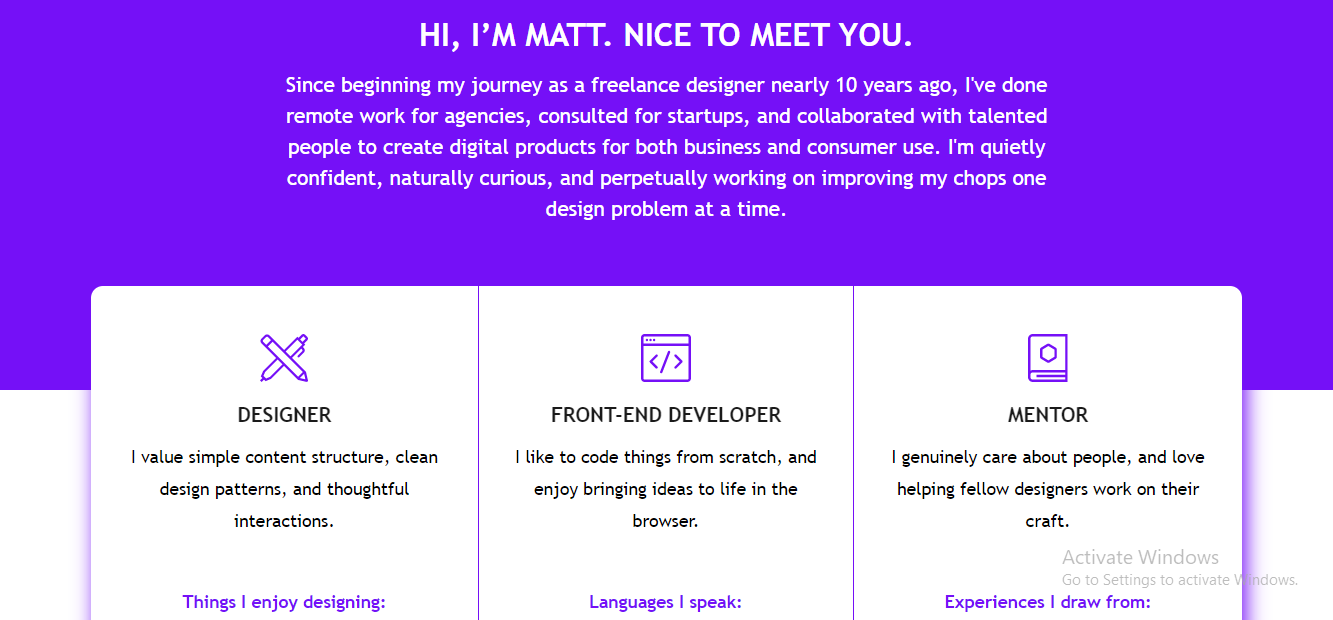 HI, I’M MATT. NICE TO MEET YOU.
Since beginning my journey as a freelance designer nearly 10 years ago, I've done
remote work for agencies, consulted for startups, and collaborated with talented
people to create digital products for both business and consumer use. I'm quietly
confident, naturally curious, and perpetually working on improving my chops one
design problem at a time.
</>
DESIGNER
I value simple content structure, clean
design patterns, and thoughtful
interactions.
Things I enjoy designing:
FRONT-END DEVELOPER
I like to code things from scratch, and
enjoy bringing ideas to life in the
browser.
Languages I speak:
MENTOR
I genuinely care about people, and love
helping fellow designers work on their
craft.
Experiences I draw from:
Activate Windows
Go to Settings to activate Windows.